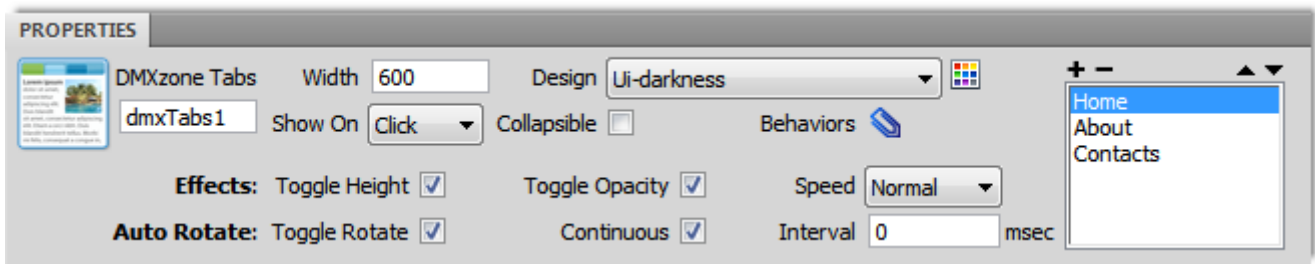 PROPERTIES
DMXzone Tabs Width 600 Design Ui-darkness
dmxTabs1 Show On Click Collapsible Behaviors
Effects: Toggle Height Toggle Opacity Speed Normal
Auto Rotate: Toggle Rotate Continuous Interval 0 msec
Home
About
Contacts